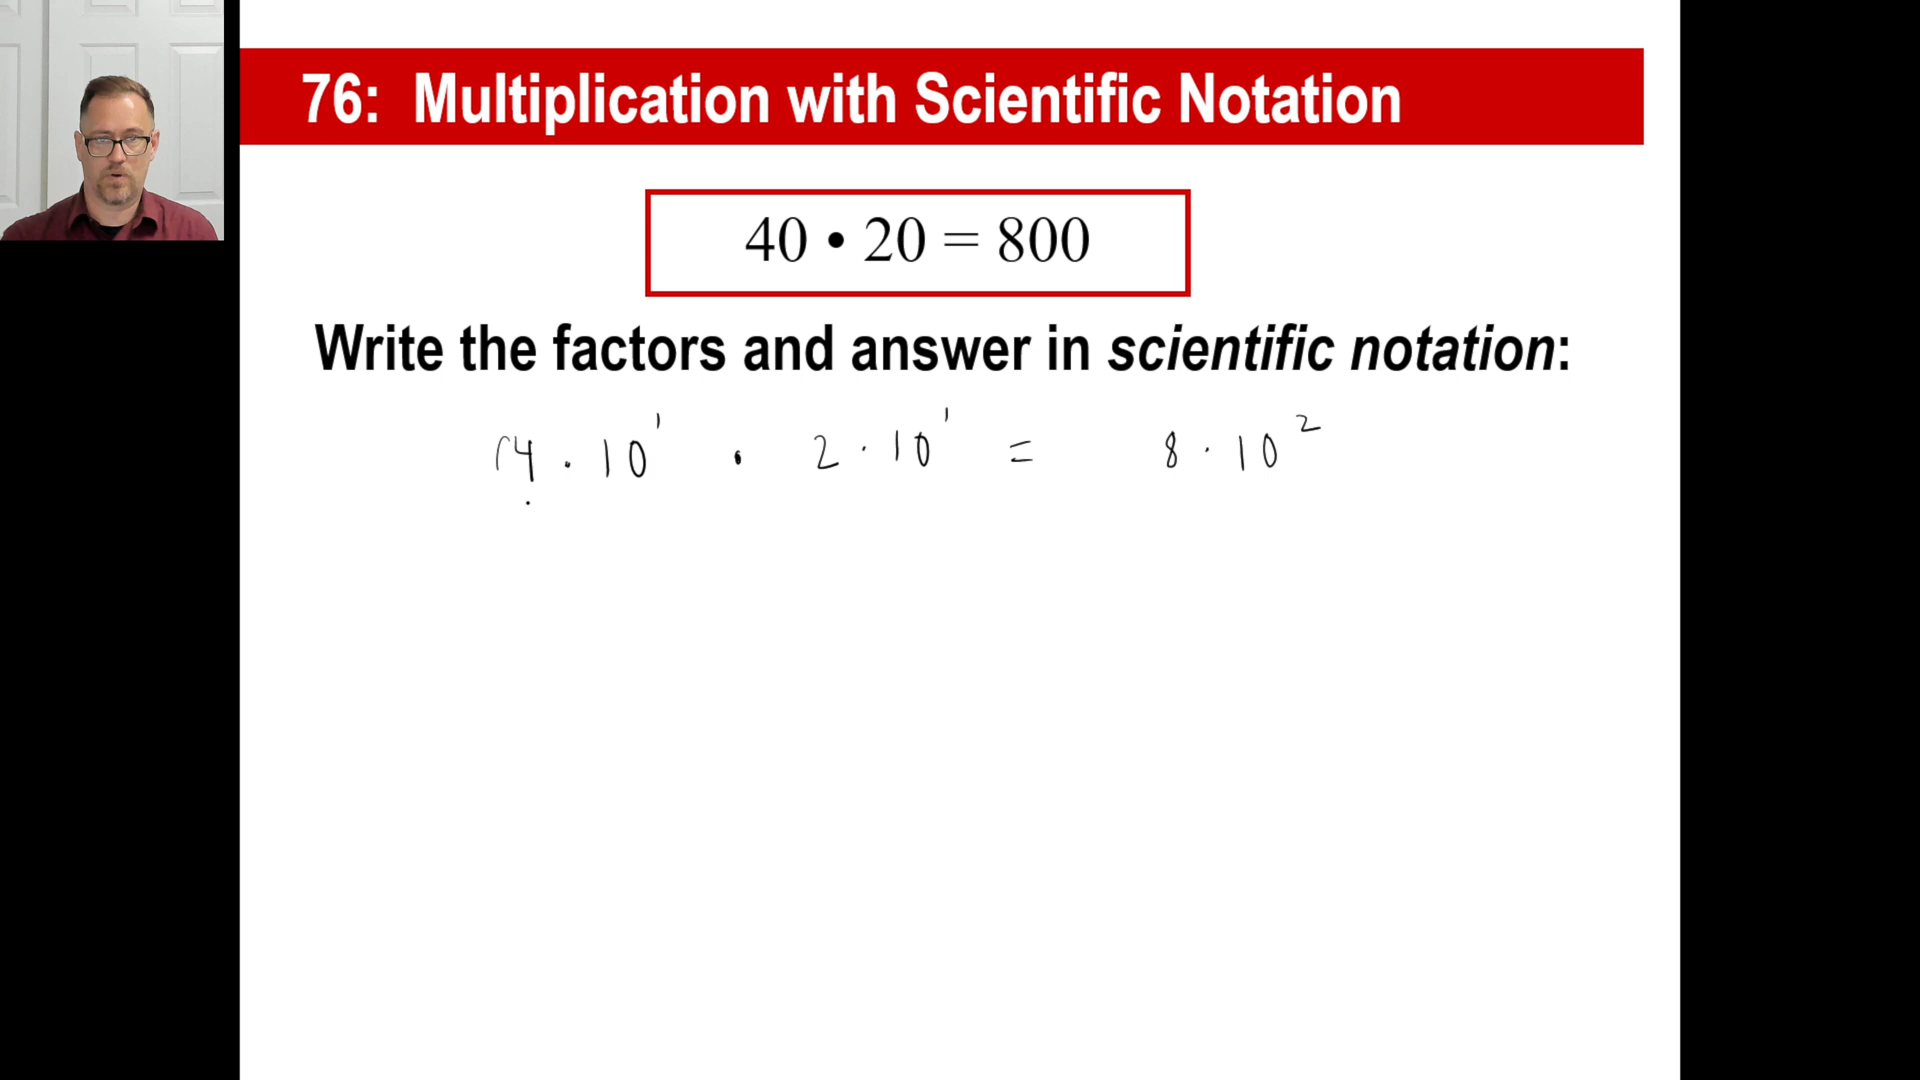 76: Multiplication with Scientific Notation
40 • 20 = 800
Write the factors and answer in scientific notation:
(4 · 10¹ · 2 · 10¹ = 8 · 10²